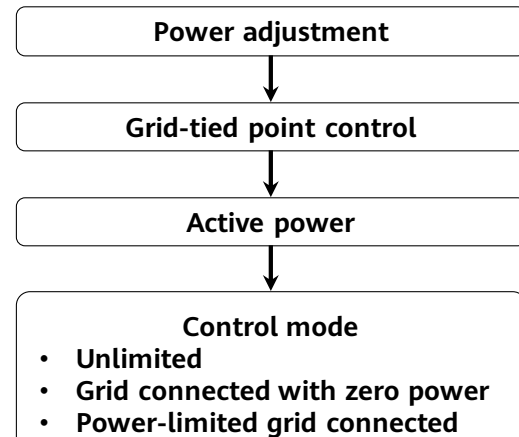 Power adjustment
Grid-tied point control
Active power
Control mode
• Unlimited
• Grid connected with zero power
• Power-limited grid connected